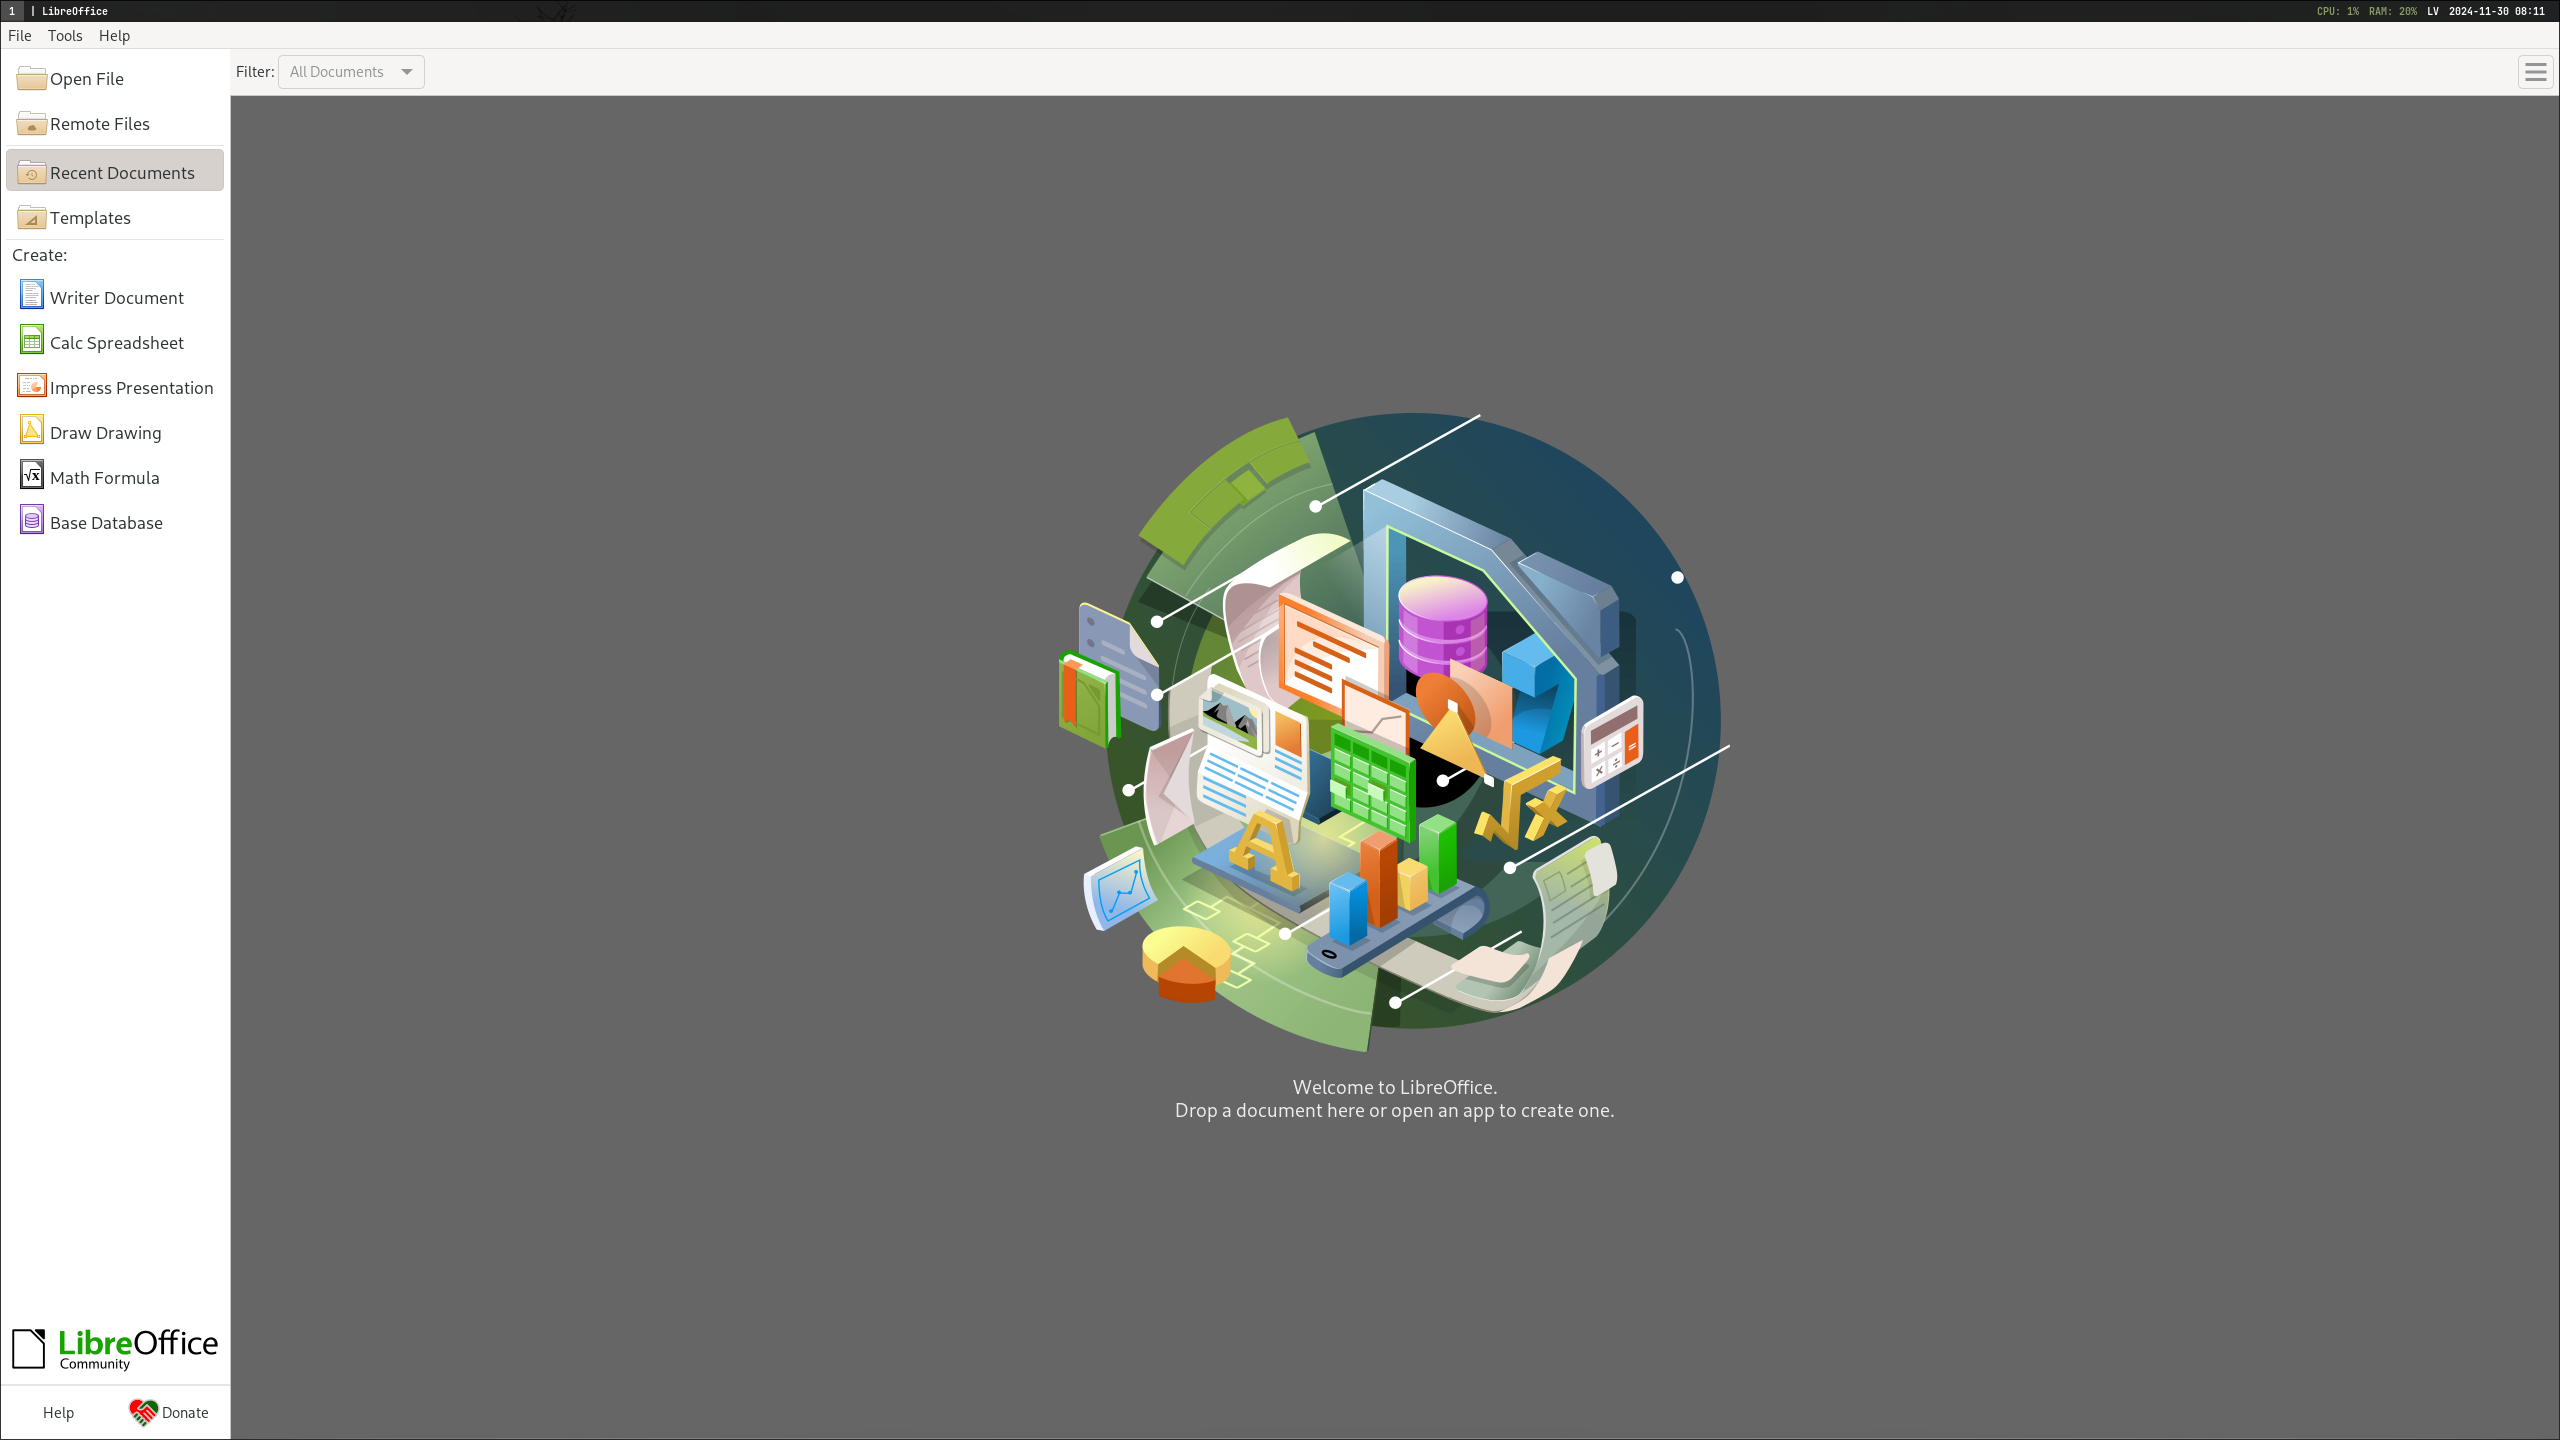 1 | LibreOffice
CPU: 1% RAM: 20% LV 2024-11-30 08:11
File Tools Help
Open File
Remote Files
Recent Documents
Templates
Create:
Writer Document
Calc Spreadsheet
Impress Presentation
Draw Drawing
Math Formula
Base Database
Filter: All Documents
Welcome to LibreOffice.
Drop a document here or open an app to create one.
LibreOffice
Community
Help Donate